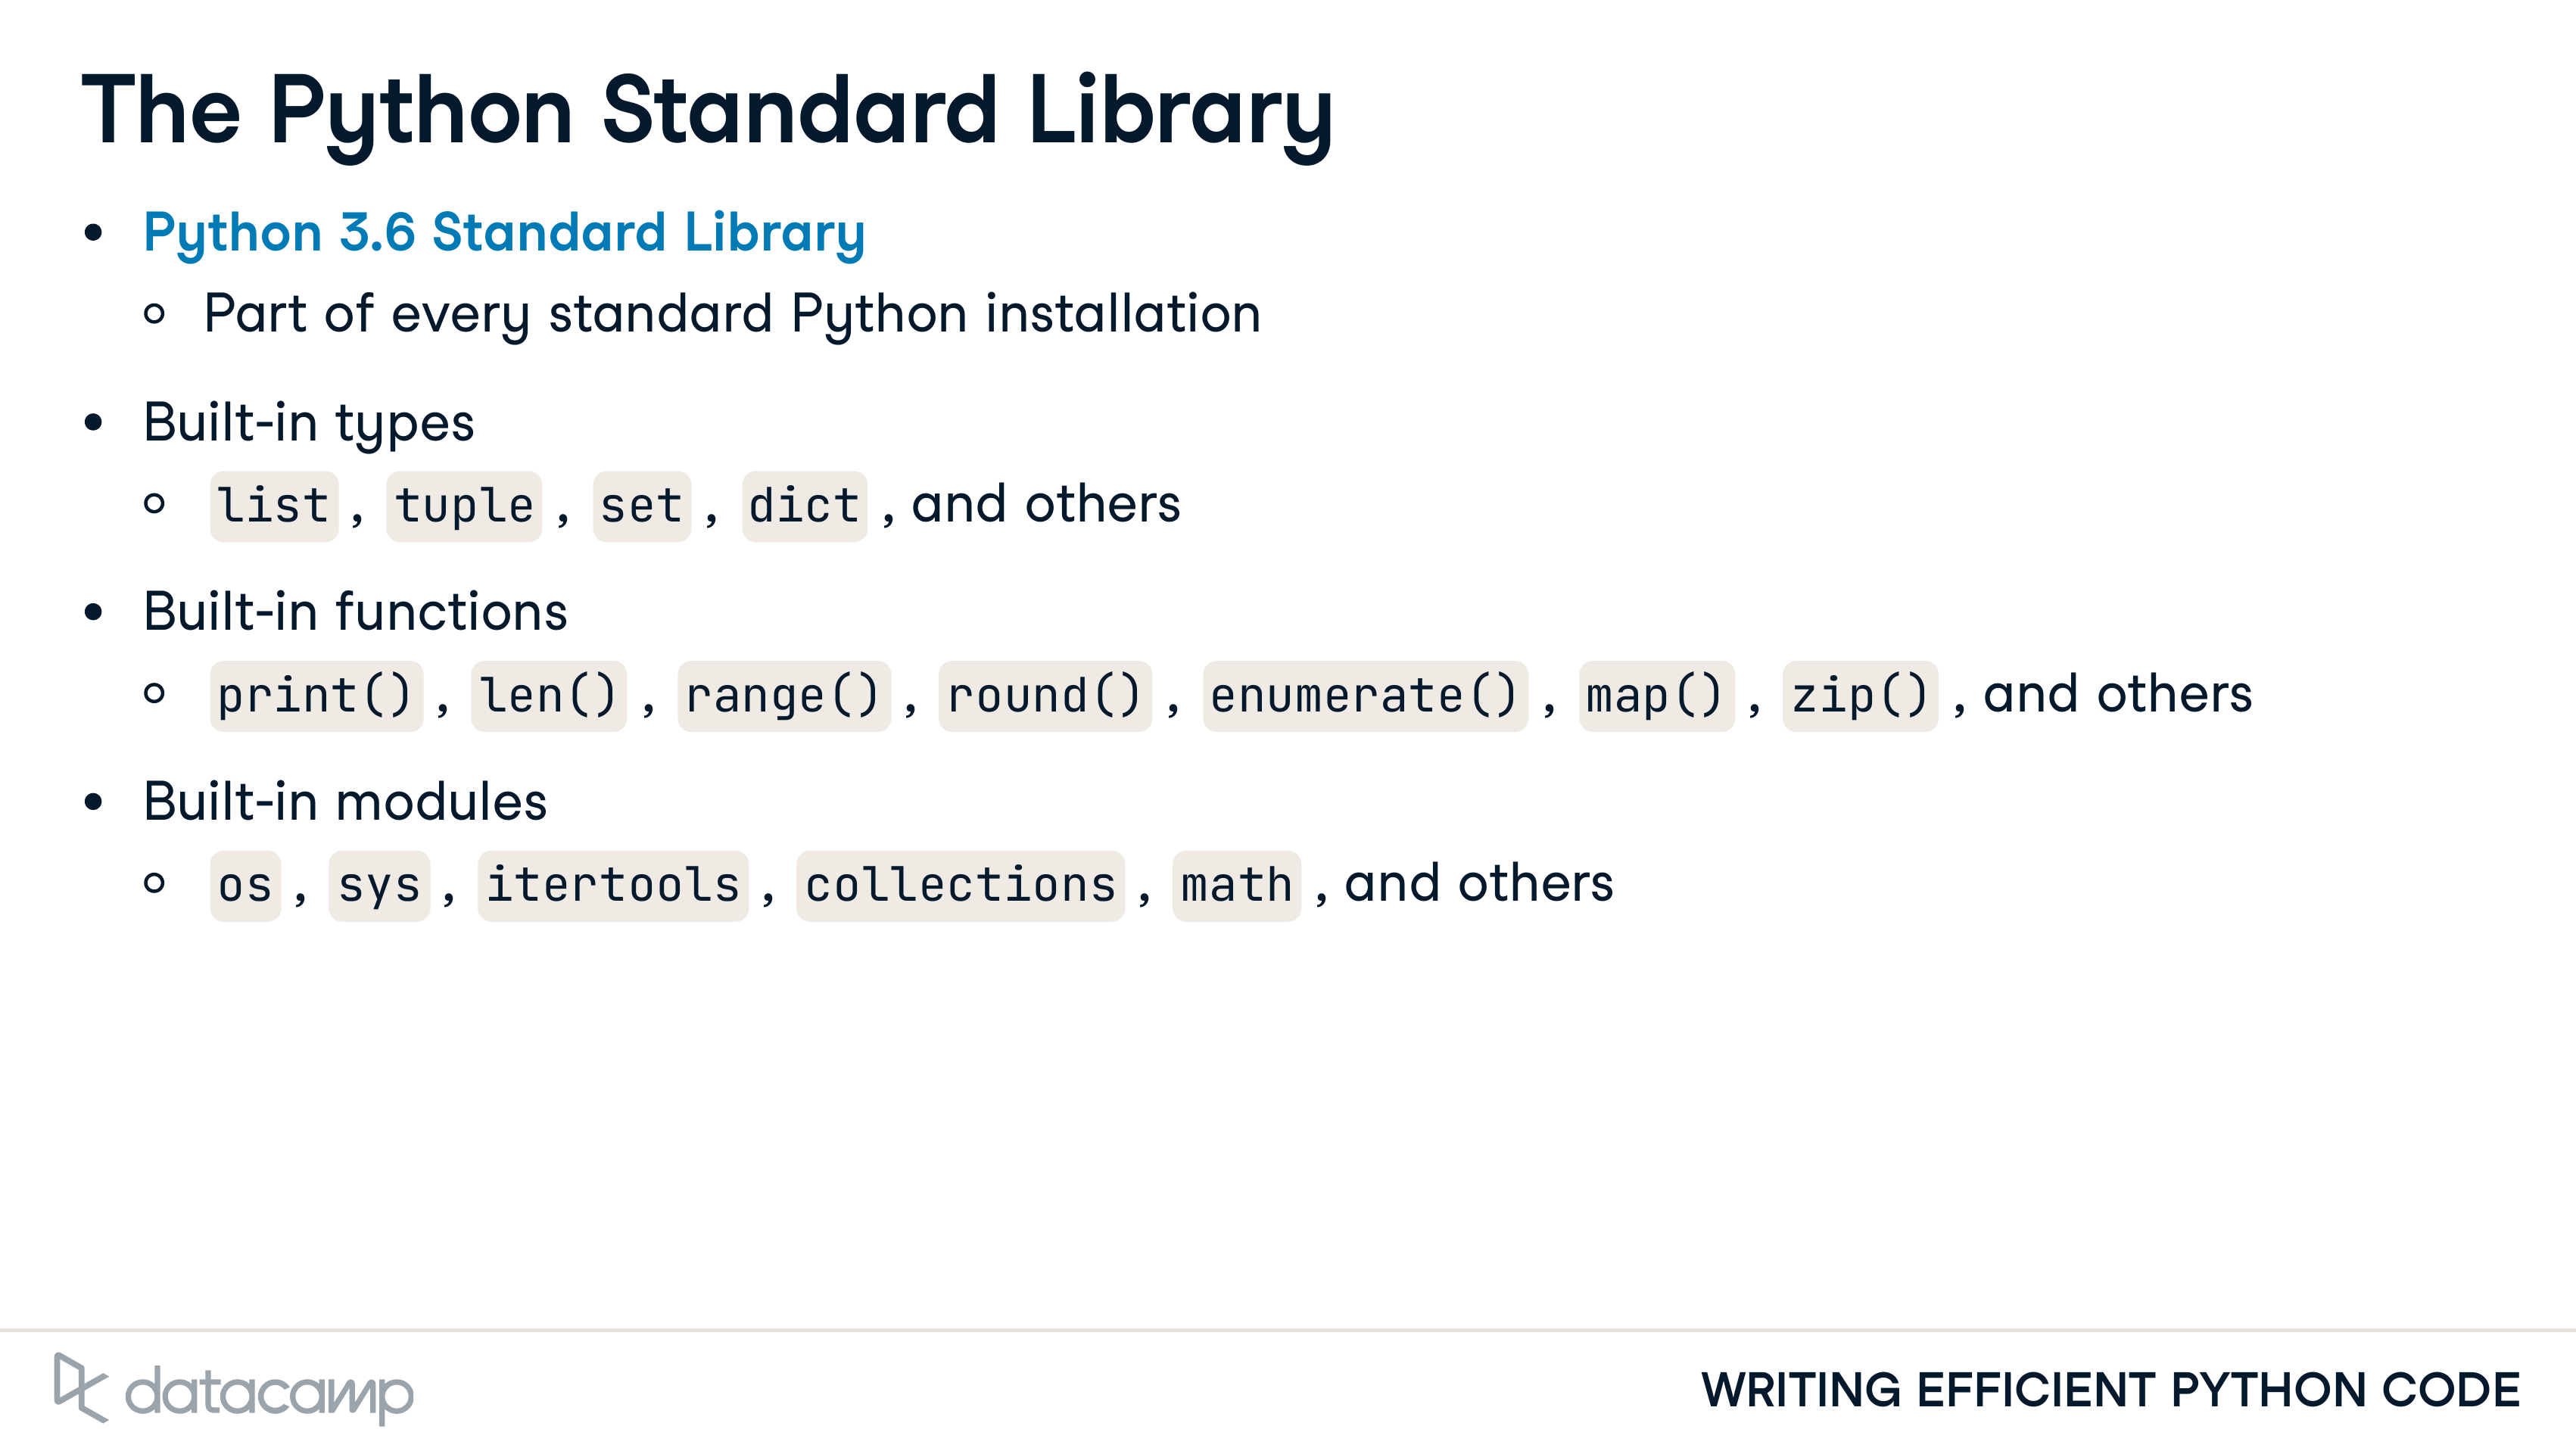 The Python Standard Library
• Python 3.6 Standard Library
○ Part of every standard Python installation
• Built-in types
○ list , tuple , set , dict , and others
• Built-in functions
○ print() , len() , range() , round() , enumerate() , map() , zip() , and others
• Built-in modules
○ os , sys , itertools , collections , math , and others
datacamp
WRITING EFFICIENT PYTHON CODE